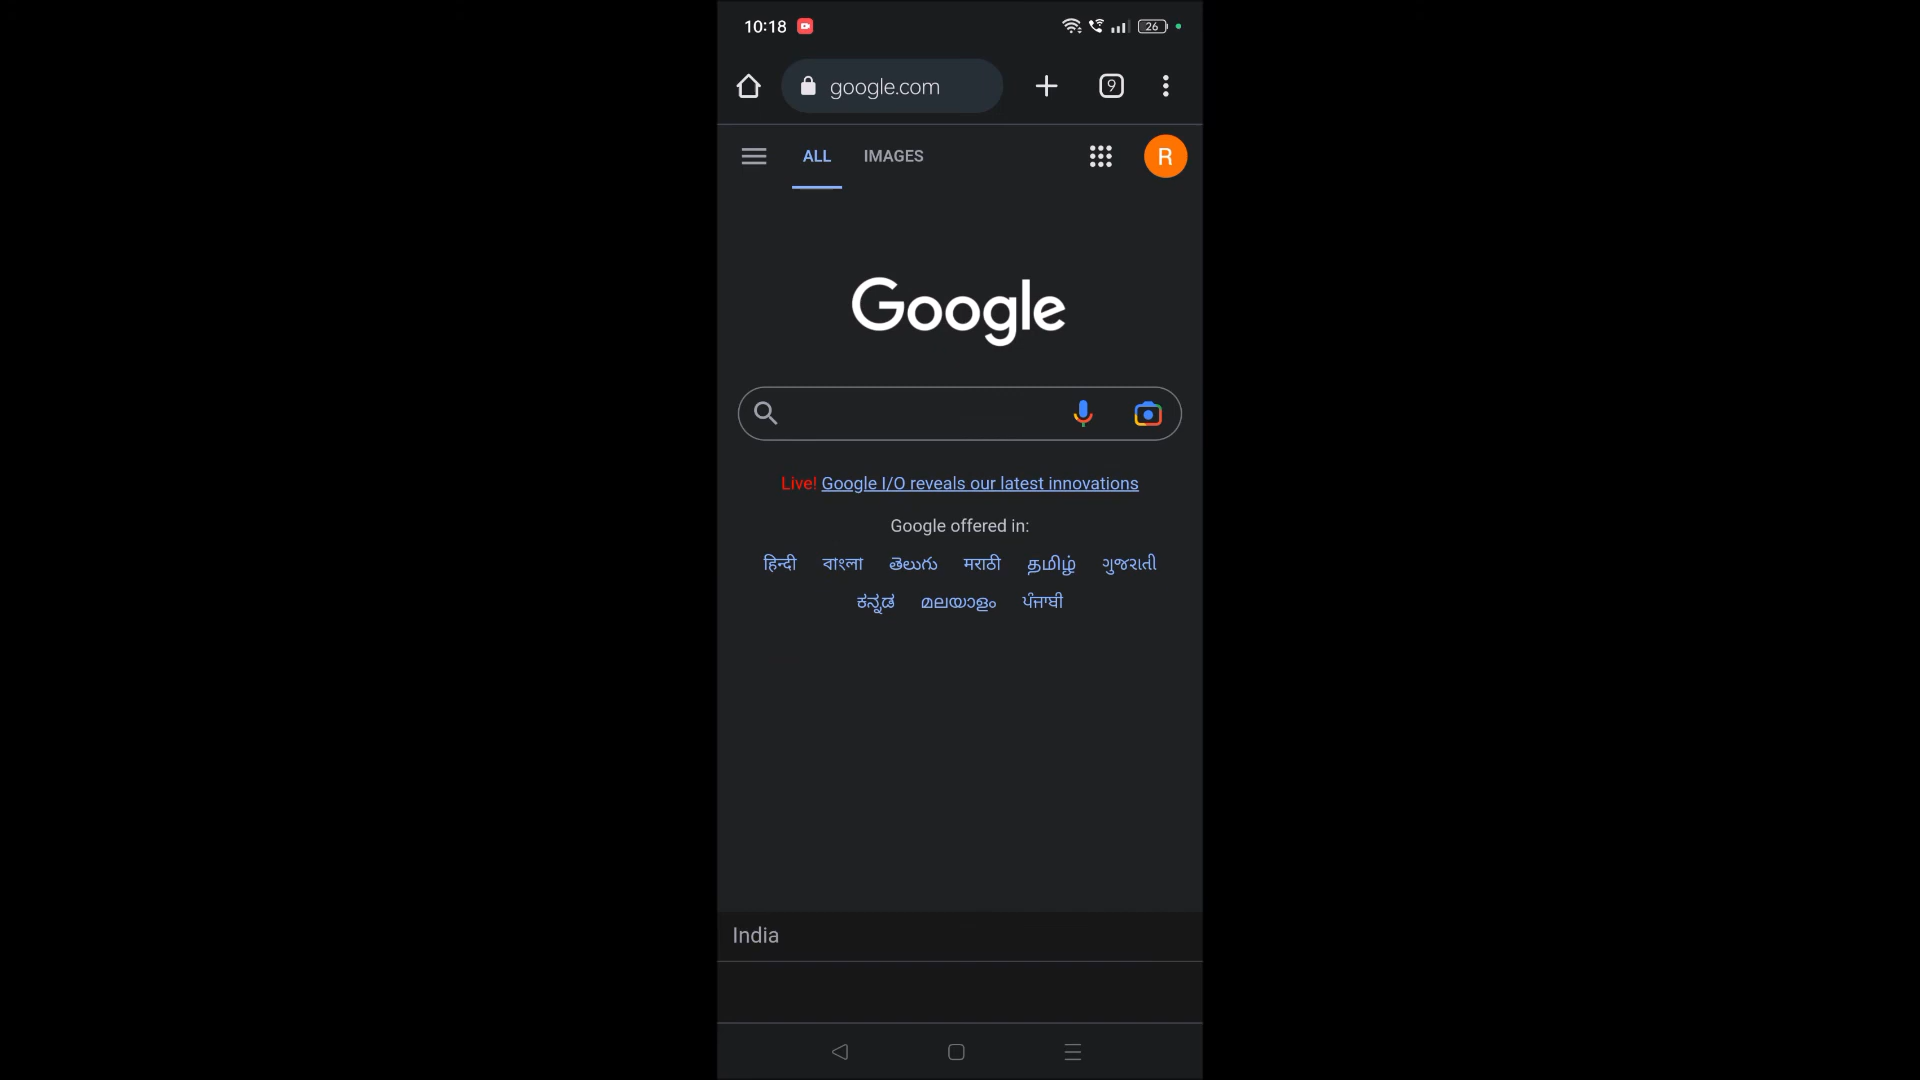 10:18 26
google.com 9
ALL IMAGES R
Google
Live! Google I/O reveals our latest innovations
Google offered in:
हिन्दी বাংলা తెలుగు मराठी தமிழ் ગુજરાતી
ಕನ್ನಡ മലയാളം ਪੰਜਾਬੀ
India